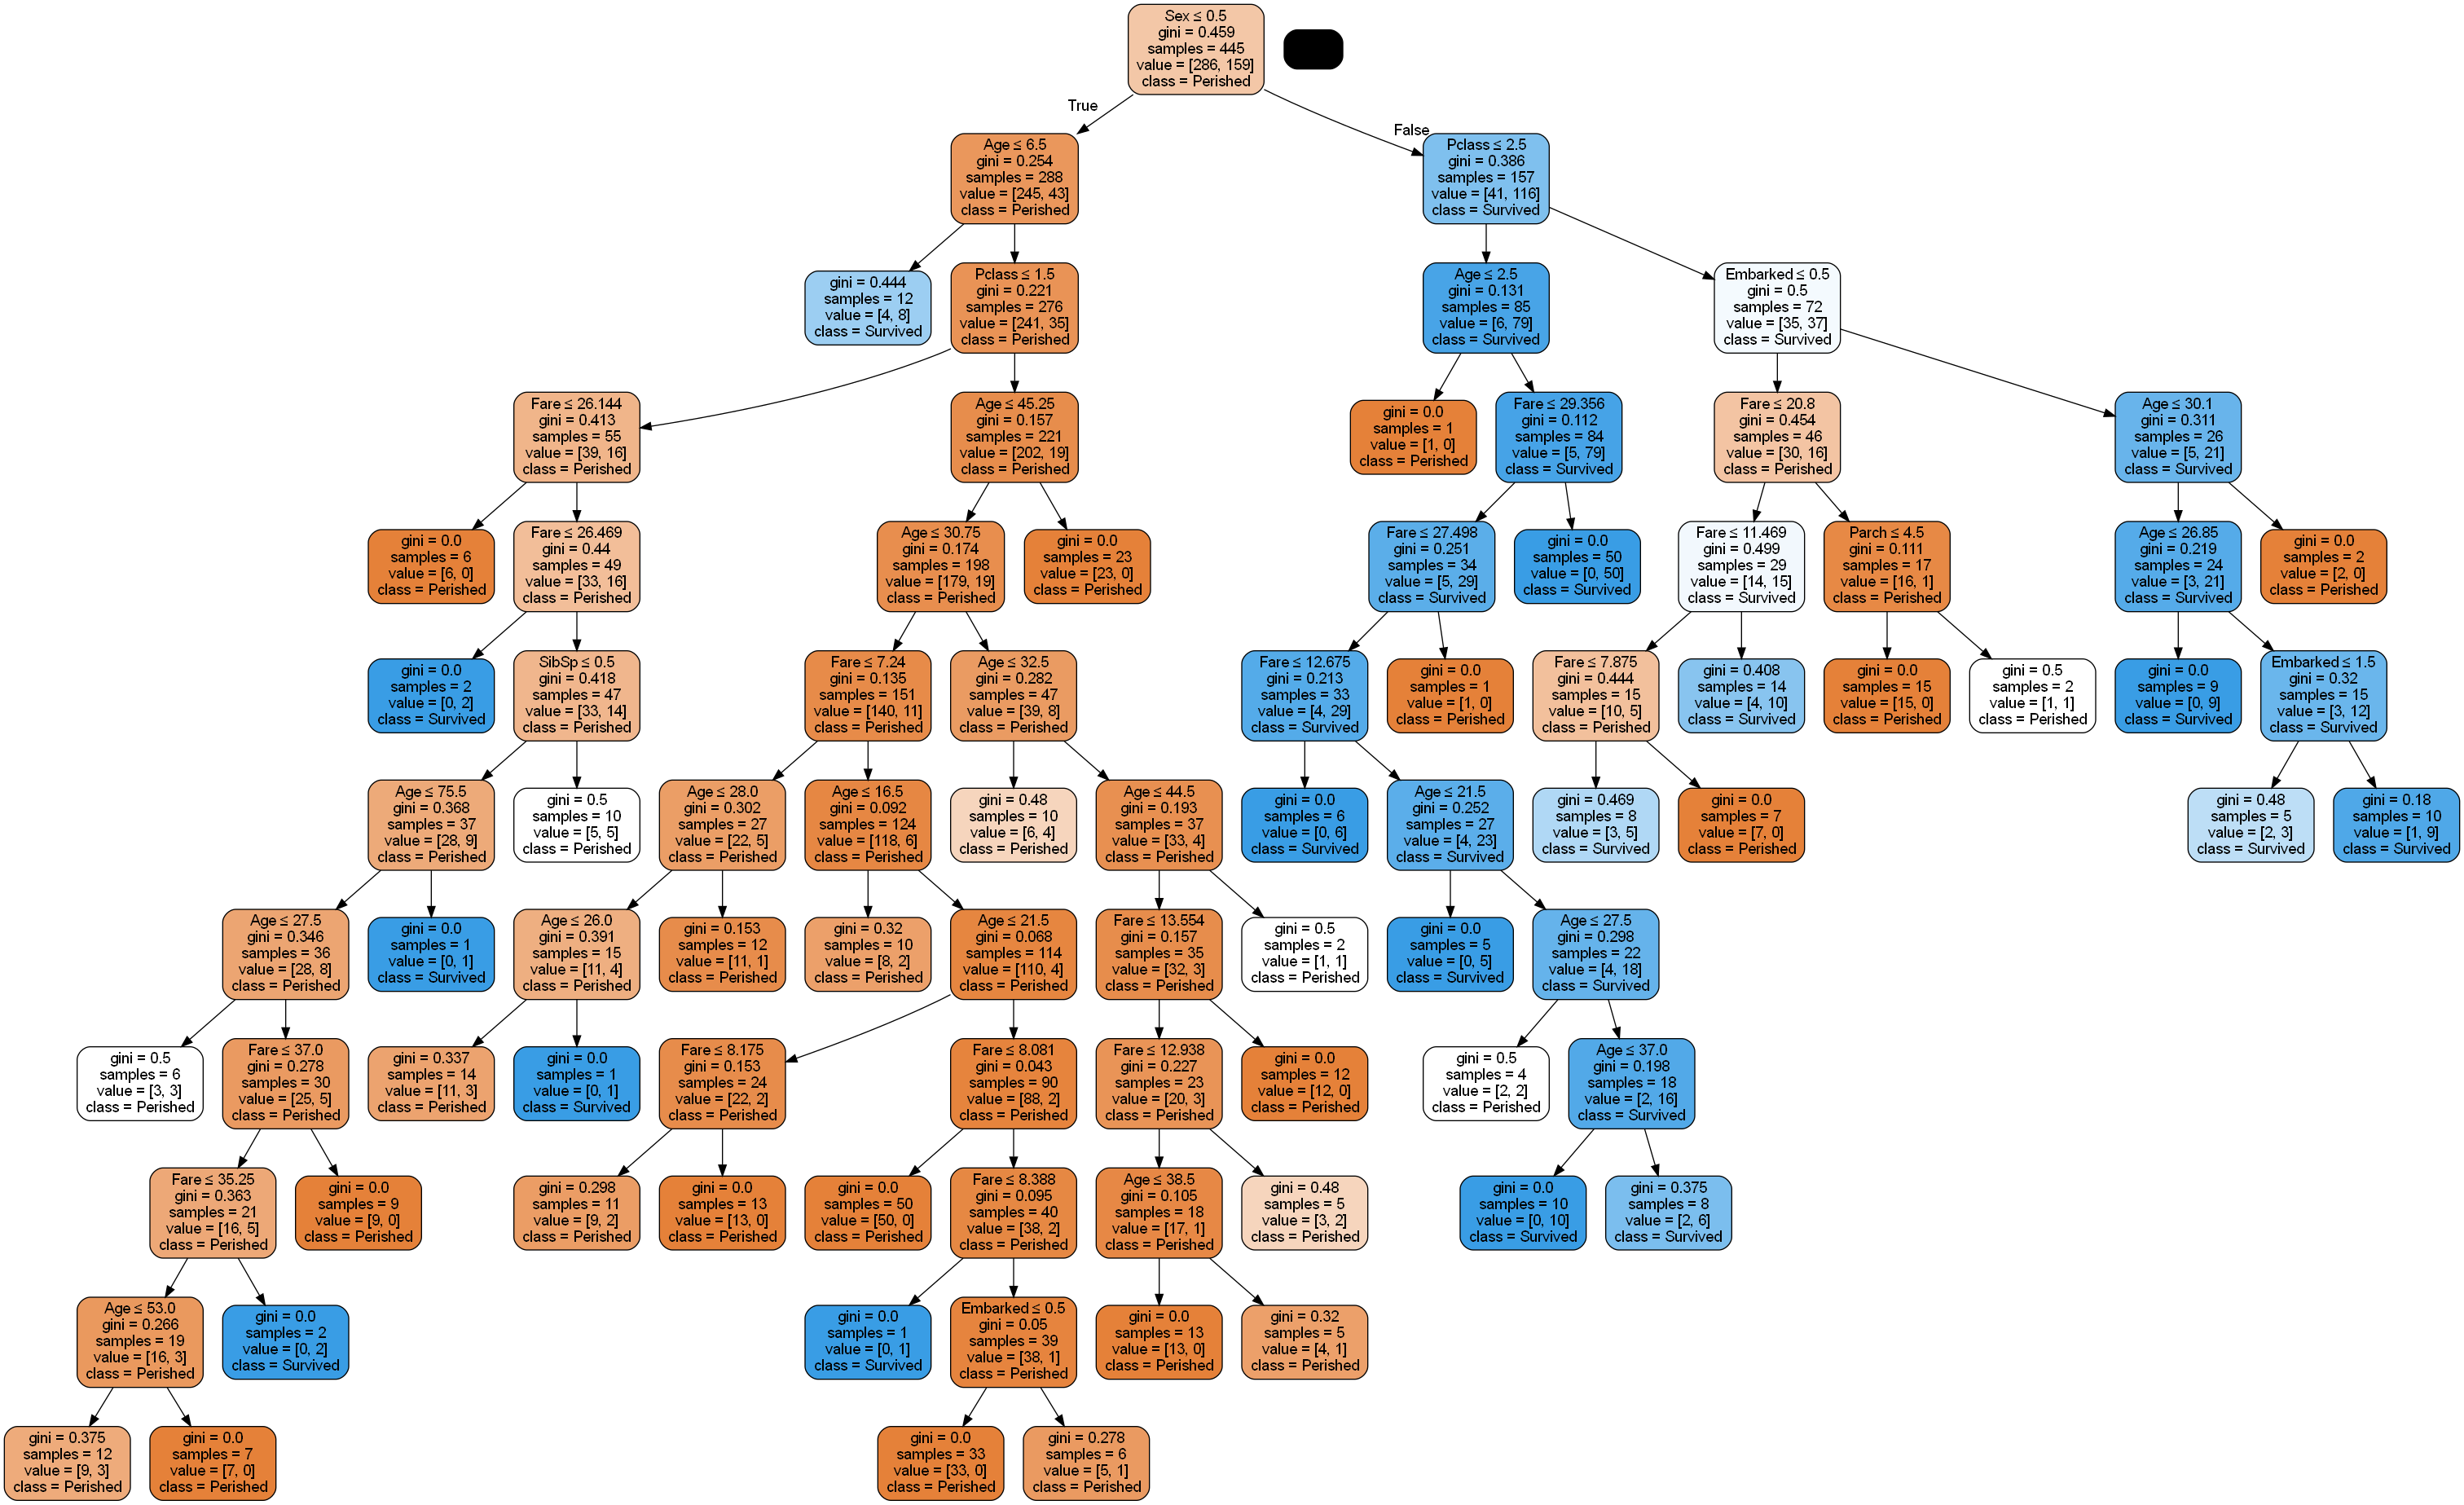 Sex ≤ 0.5
gini = 0.459
samples = 445
value = [286, 159]
class = Perished
True
False
Age ≤ 6.5
gini = 0.254
samples = 288
value = [245, 43]
class = Perished
Pclass ≤ 2.5
gini = 0.386
samples = 157
value = [41, 116]
class = Survived
gini = 0.444
samples = 12
value = [4, 8]
class = Survived
Pclass ≤ 1.5
gini = 0.221
samples = 276
value = [241, 35]
class = Perished
Age ≤ 2.5
gini = 0.131
samples = 85
value = [6, 79]
class = Survived
Embarked ≤ 0.5
gini = 0.5
samples = 72
value = [35, 37]
class = Survived
Fare ≤ 26.144
gini = 0.413
samples = 55
value = [39, 16]
class = Perished
Age ≤ 45.25
gini = 0.157
samples = 221
value = [202, 19]
class = Perished
gini = 0.0
samples = 1
value = [1, 0]
class = Perished
Fare ≤ 29.356
gini = 0.112
samples = 84
value = [5, 79]
class = Survived
Fare ≤ 20.8
gini = 0.454
samples = 46
value = [30, 16]
class = Perished
Age ≤ 30.1
gini = 0.311
samples = 26
value = [5, 21]
class = Survived
gini = 0.0
samples = 6
value = [6, 0]
class = Perished
Fare ≤ 26.469
gini = 0.44
samples = 49
value = [33, 16]
class = Perished
Age ≤ 30.75
gini = 0.174
samples = 198
value = [179, 19]
class = Perished
gini = 0.0
samples = 23
value = [23, 0]
class = Perished
Fare ≤ 27.498
gini = 0.251
samples = 34
value = [5, 29]
class = Survived
gini = 0.0
samples = 50
value = [0, 50]
class = Survived
Fare ≤ 11.469
gini = 0.499
samples = 29
value = [14, 15]
class = Survived
Parch ≤ 4.5
gini = 0.111
samples = 17
value = [16, 1]
class = Perished
Age ≤ 26.85
gini = 0.219
samples = 24
value = [3, 21]
class = Survived
gini = 0.0
samples = 2
value = [2, 0]
class = Perished
gini = 0.0
samples = 2
value = [0, 2]
class = Survived
SibSp ≤ 0.5
gini = 0.418
samples = 47
value = [33, 14]
class = Perished
Fare ≤ 7.24
gini = 0.135
samples = 151
value = [140, 11]
class = Perished
Age ≤ 32.5
gini = 0.282
samples = 47
value = [39, 8]
class = Perished
Fare ≤ 12.675
gini = 0.213
samples = 33
value = [4, 29]
class = Survived
gini = 0.0
samples = 1
value = [1, 0]
class = Perished
Fare ≤ 7.875
gini = 0.444
samples = 15
value = [10, 5]
class = Perished
gini = 0.408
samples = 14
value = [4, 10]
class = Survived
gini = 0.0
samples = 15
value = [15, 0]
class = Perished
gini = 0.5
samples = 2
value = [1, 1]
class = Perished
gini = 0.0
samples = 9
value = [0, 9]
class = Survived
Embarked ≤ 1.5
gini = 0.32
samples = 15
value = [3, 12]
class = Survived
Age ≤ 75.5
gini = 0.368
samples = 37
value = [28, 9]
class = Perished
gini = 0.5
samples = 10
value = [5, 5]
class = Perished
Age ≤ 28.0
gini = 0.302
samples = 27
value = [22, 5]
class = Perished
Age ≤ 16.5
gini = 0.092
samples = 124
value = [118, 6]
class = Perished
gini = 0.48
samples = 10
value = [6, 4]
class = Perished
Age ≤ 44.5
gini = 0.193
samples = 37
value = [33, 4]
class = Perished
gini = 0.0
samples = 6
value = [0, 6]
class = Survived
Age ≤ 21.5
gini = 0.252
samples = 27
value = [4, 23]
class = Survived
gini = 0.469
samples = 8
value = [3, 5]
class = Survived
gini = 0.0
samples = 7
value = [7, 0]
class = Perished
gini = 0.48
samples = 5
value = [2, 3]
class = Survived
gini = 0.18
samples = 10
value = [1, 9]
class = Survived
Age ≤ 27.5
gini = 0.346
samples = 36
value = [28, 8]
class = Perished
gini = 0.0
samples = 1
value = [0, 1]
class = Survived
Age ≤ 26.0
gini = 0.391
samples = 15
value = [11, 4]
class = Perished
gini = 0.153
samples = 12
value = [11, 1]
class = Perished
gini = 0.32
samples = 10
value = [8, 2]
class = Perished
Age ≤ 21.5
gini = 0.068
samples = 114
value = [110, 4]
class = Perished
Fare ≤ 13.554
gini = 0.157
samples = 35
value = [32, 3]
class = Perished
gini = 0.5
samples = 2
value = [1, 1]
class = Perished
gini = 0.0
samples = 5
value = [0, 5]
class = Survived
Age ≤ 27.5
gini = 0.298
samples = 22
value = [4, 18]
class = Survived
gini = 0.5
samples = 6
value = [3, 3]
class = Perished
Fare ≤ 37.0
gini = 0.278
samples = 30
value = [25, 5]
class = Perished
gini = 0.337
samples = 14
value = [11, 3]
class = Perished
gini = 0.0
samples = 1
value = [0, 1]
class = Survived
Fare ≤ 8.175
gini = 0.153
samples = 24
value = [22, 2]
class = Perished
Fare ≤ 8.081
gini = 0.043
samples = 90
value = [88, 2]
class = Perished
Fare ≤ 12.938
gini = 0.227
samples = 23
value = [20, 3]
class = Perished
gini = 0.0
samples = 12
value = [12, 0]
class = Perished
gini = 0.5
samples = 4
value = [2, 2]
class = Perished
Age ≤ 37.0
gini = 0.198
samples = 18
value = [2, 16]
class = Survived
Fare ≤ 35.25
gini = 0.363
samples = 21
value = [16, 5]
class = Perished
gini = 0.0
samples = 9
value = [9, 0]
class = Perished
gini = 0.298
samples = 11
value = [9, 2]
class = Perished
gini = 0.0
samples = 13
value = [13, 0]
class = Perished
gini = 0.0
samples = 50
value = [50, 0]
class = Perished
Fare ≤ 8.388
gini = 0.095
samples = 40
value = [38, 2]
class = Perished
Age ≤ 38.5
gini = 0.105
samples = 18
value = [17, 1]
class = Perished
gini = 0.48
samples = 5
value = [3, 2]
class = Perished
gini = 0.0
samples = 10
value = [0, 10]
class = Survived
gini = 0.375
samples = 8
value = [2, 6]
class = Survived
Age ≤ 53.0
gini = 0.266
samples = 19
value = [16, 3]
class = Perished
gini = 0.0
samples = 2
value = [0, 2]
class = Survived
gini = 0.0
samples = 1
value = [0, 1]
class = Survived
Embarked ≤ 0.5
gini = 0.05
samples = 39
value = [38, 1]
class = Perished
gini = 0.0
samples = 13
value = [13, 0]
class = Perished
gini = 0.32
samples = 5
value = [4, 1]
class = Perished
gini = 0.375
samples = 12
value = [9, 3]
class = Perished
gini = 0.0
samples = 7
value = [7, 0]
class = Perished
gini = 0.0
samples = 33
value = [33, 0]
class = Perished
gini = 0.278
samples = 6
value = [5, 1]
class = Perished